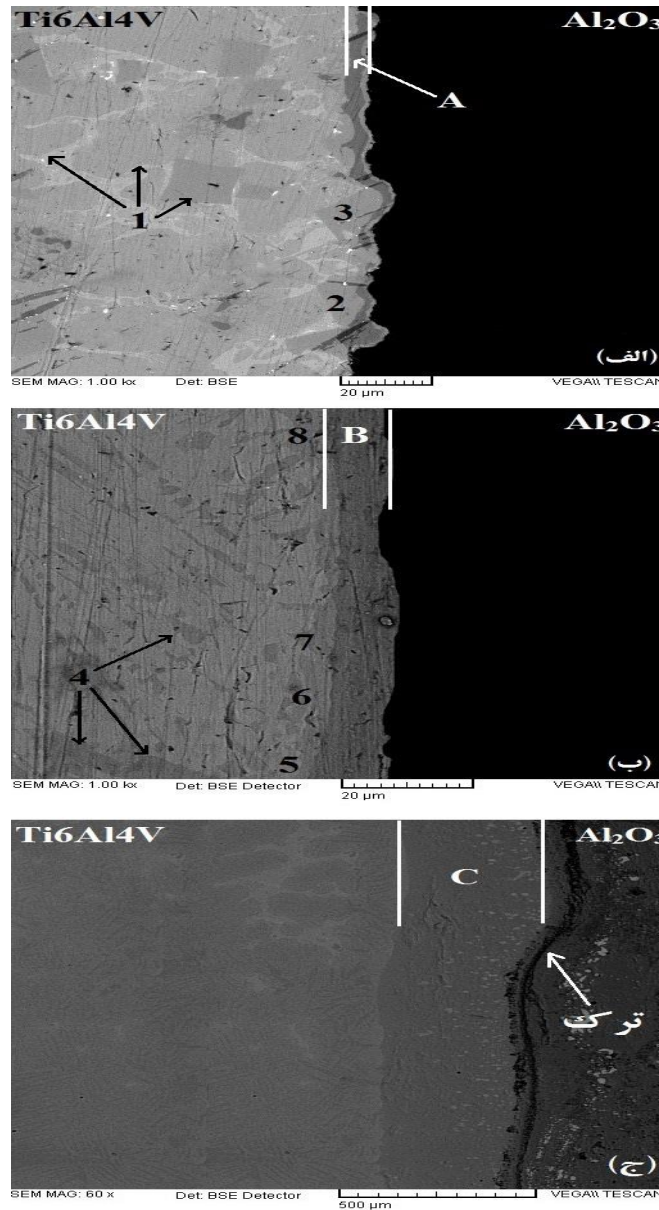 Ti6Al4V Al₂O₃
A
1
3
2
(الف)
SEM MAG: 1.00 kx Det: BSE VEGA\\ TESCAN
20 µm
Ti6Al4V Al₂O₃
8 B
7
4
6
5
(ب)
SEM MAG: 1.00 kx Det: BSE Detector VEGA\\ TESCAN
20 µm
Ti6Al4V Al₂O₃
C
ترك
(ج)
SEM MAG: 60 x Det: BSE Detector VEGA\\ TESCAN
500 µm